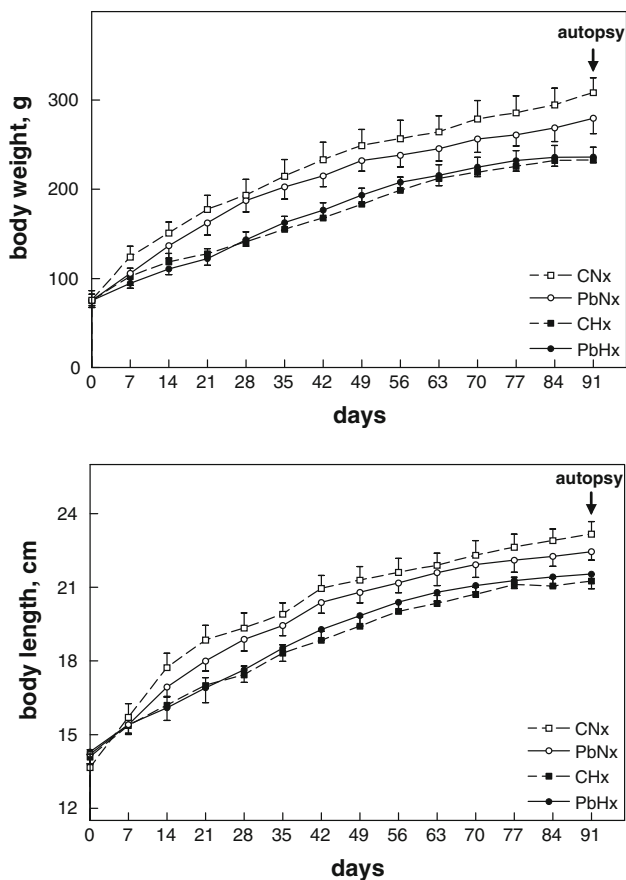 autopsy
body weight, g
300
200
100
0
CNx
PbNx
CHx
PbHx
0 7 14 21 28 35 42 49 56 63 70 77 84 91
days
autopsy
body length, cm
24
21
18
15
12
CNx
PbNx
CHx
PbHx
0 7 14 21 28 35 42 49 56 63 70 77 84 91
days